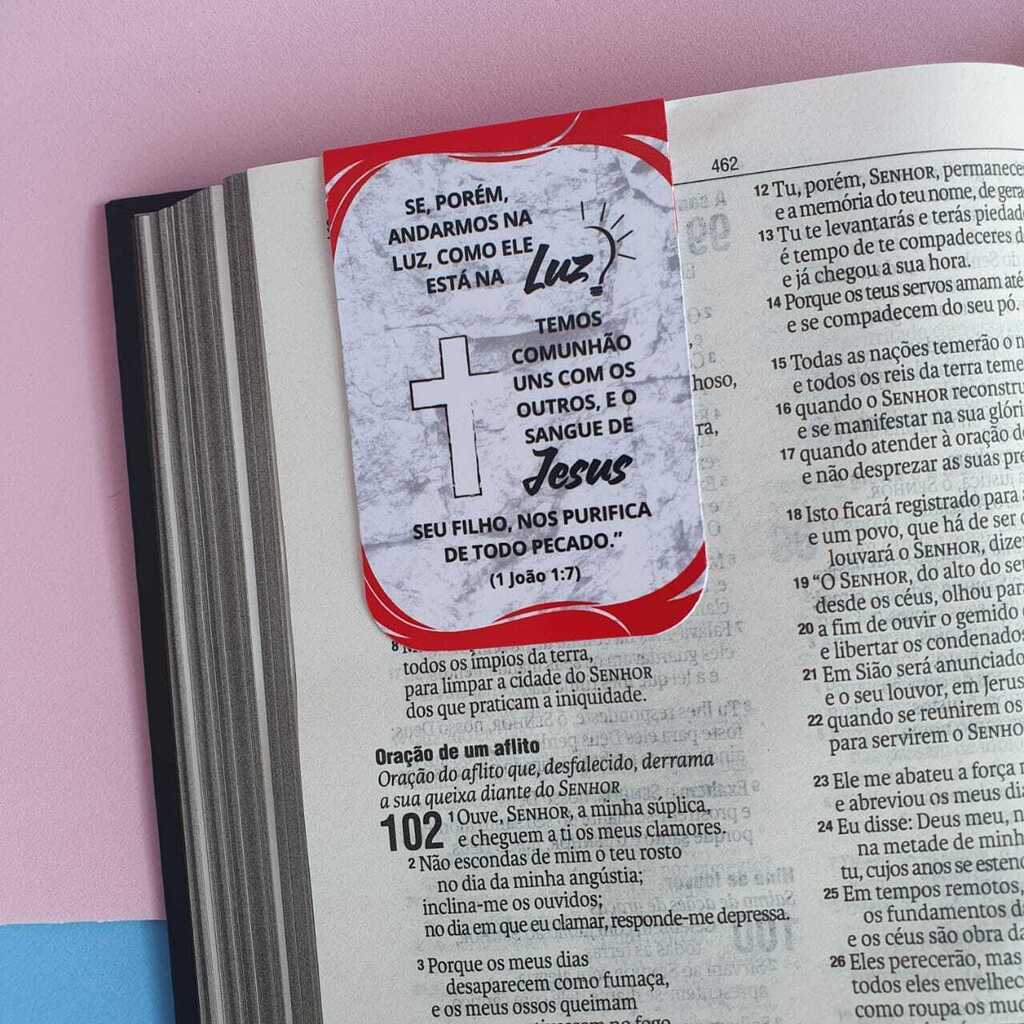 SE, PORÉM,
ANDARMOS NA
LUZ, COMO ELE
ESTÁ NA Luz,
TEMOS
COMUNHÃO
UNS COM OS
OUTROS, E O
SANGUE DE
Jesus
SEU FILHO, NOS PURIFICA
DE TODO PECADO.”
(1 João 1:7)
462
hoso,
ra,
8
todos os ímpios da terra,
para limpar a cidade do SENHOR
dos que praticam a iniquidade.
Oração de um aflito
Oração do aflito que, desfalecido, derrama
a sua queixa diante do SENHOR
102 1 Ouve, SENHOR, a minha súplica,
e cheguem a ti os meus clamores.
2 Não escondas de mim o teu rosto
no dia da minha angústia;
inclina-me os ouvidos;
no dia em que eu clamar, responde-me depressa.
3 Porque os meus dias
desaparecem como fumaça,
e os meus ossos queimam
12 Tu, porém, SENHOR, permanece
e a memória do teu nome, de gera
13 Tu te levantarás e terás piedad
é tempo de te compadeceres d
e já chegou a sua hora.
14 Porque os teus servos amam até
e se compadecem do seu pó.
15 Todas as nações temerão o n
e todos os reis da terra teme
16 quando o SENHOR reconstru
e se manifestar na sua glóri
17 quando atender à oração d
e não desprezar as suas pre
18 Isto ficará registrado para
e um povo, que há de ser
louvará o SENHOR, dize
19 “O SENHOR, do alto do se
desde os céus, olhou par
20 a fim de ouvir o gemido
e libertar os condenado
21 Em Sião será anunciado
e o seu louvor, em Jerus
22 quando se reunirem os
para servirem o SENHO
23 Ele me abateu a força n
e abreviou os meus dia
24 Eu disse: Deus meu, n
na metade de minh
tu, cujos anos se esten
25 Em tempos remotos,
os fundamentos d
e os céus são obra da
26 Eles perecerão, mas
todos eles envelhec
como roupa os mu